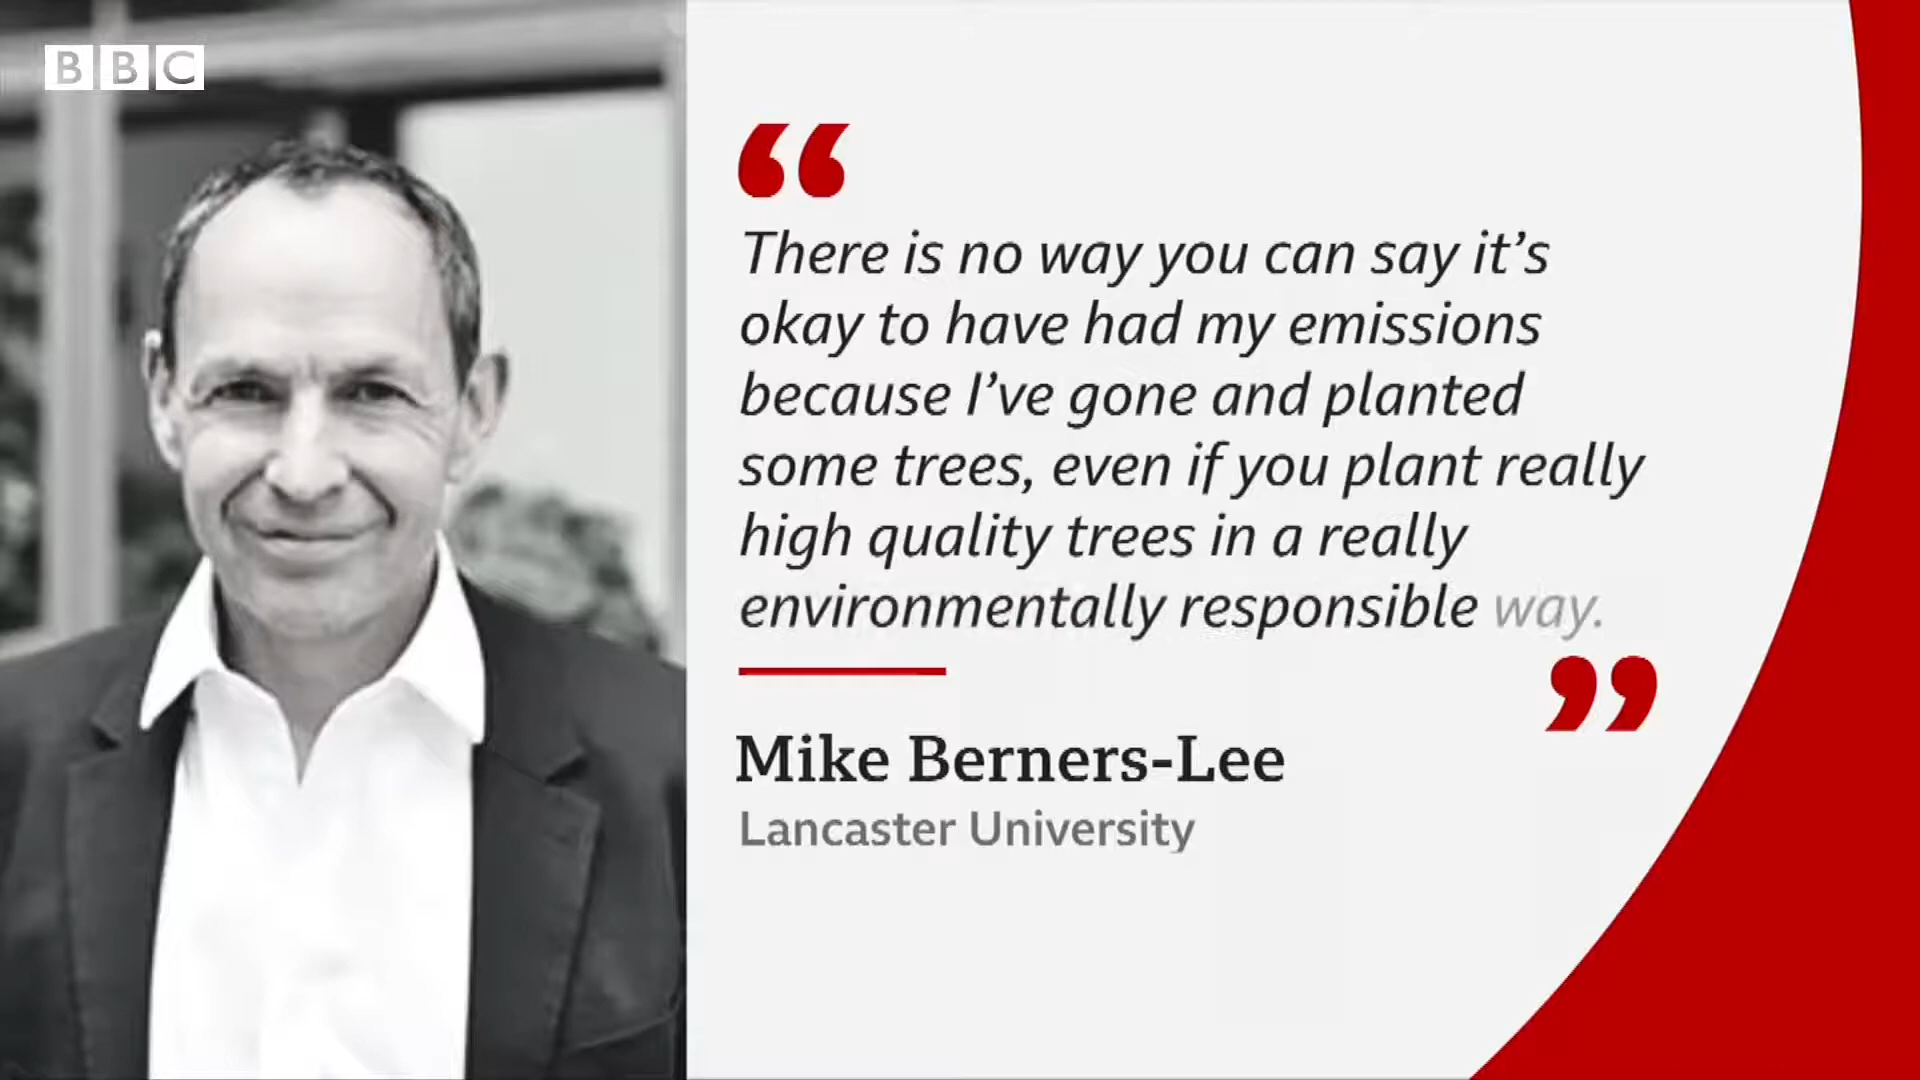 BBC
“
There is no way you can say it’s
okay to have had my emissions
because I’ve gone and planted
some trees, even if you plant really
high quality trees in a really
environmentally responsible way.
”
Mike Berners-Lee
Lancaster University